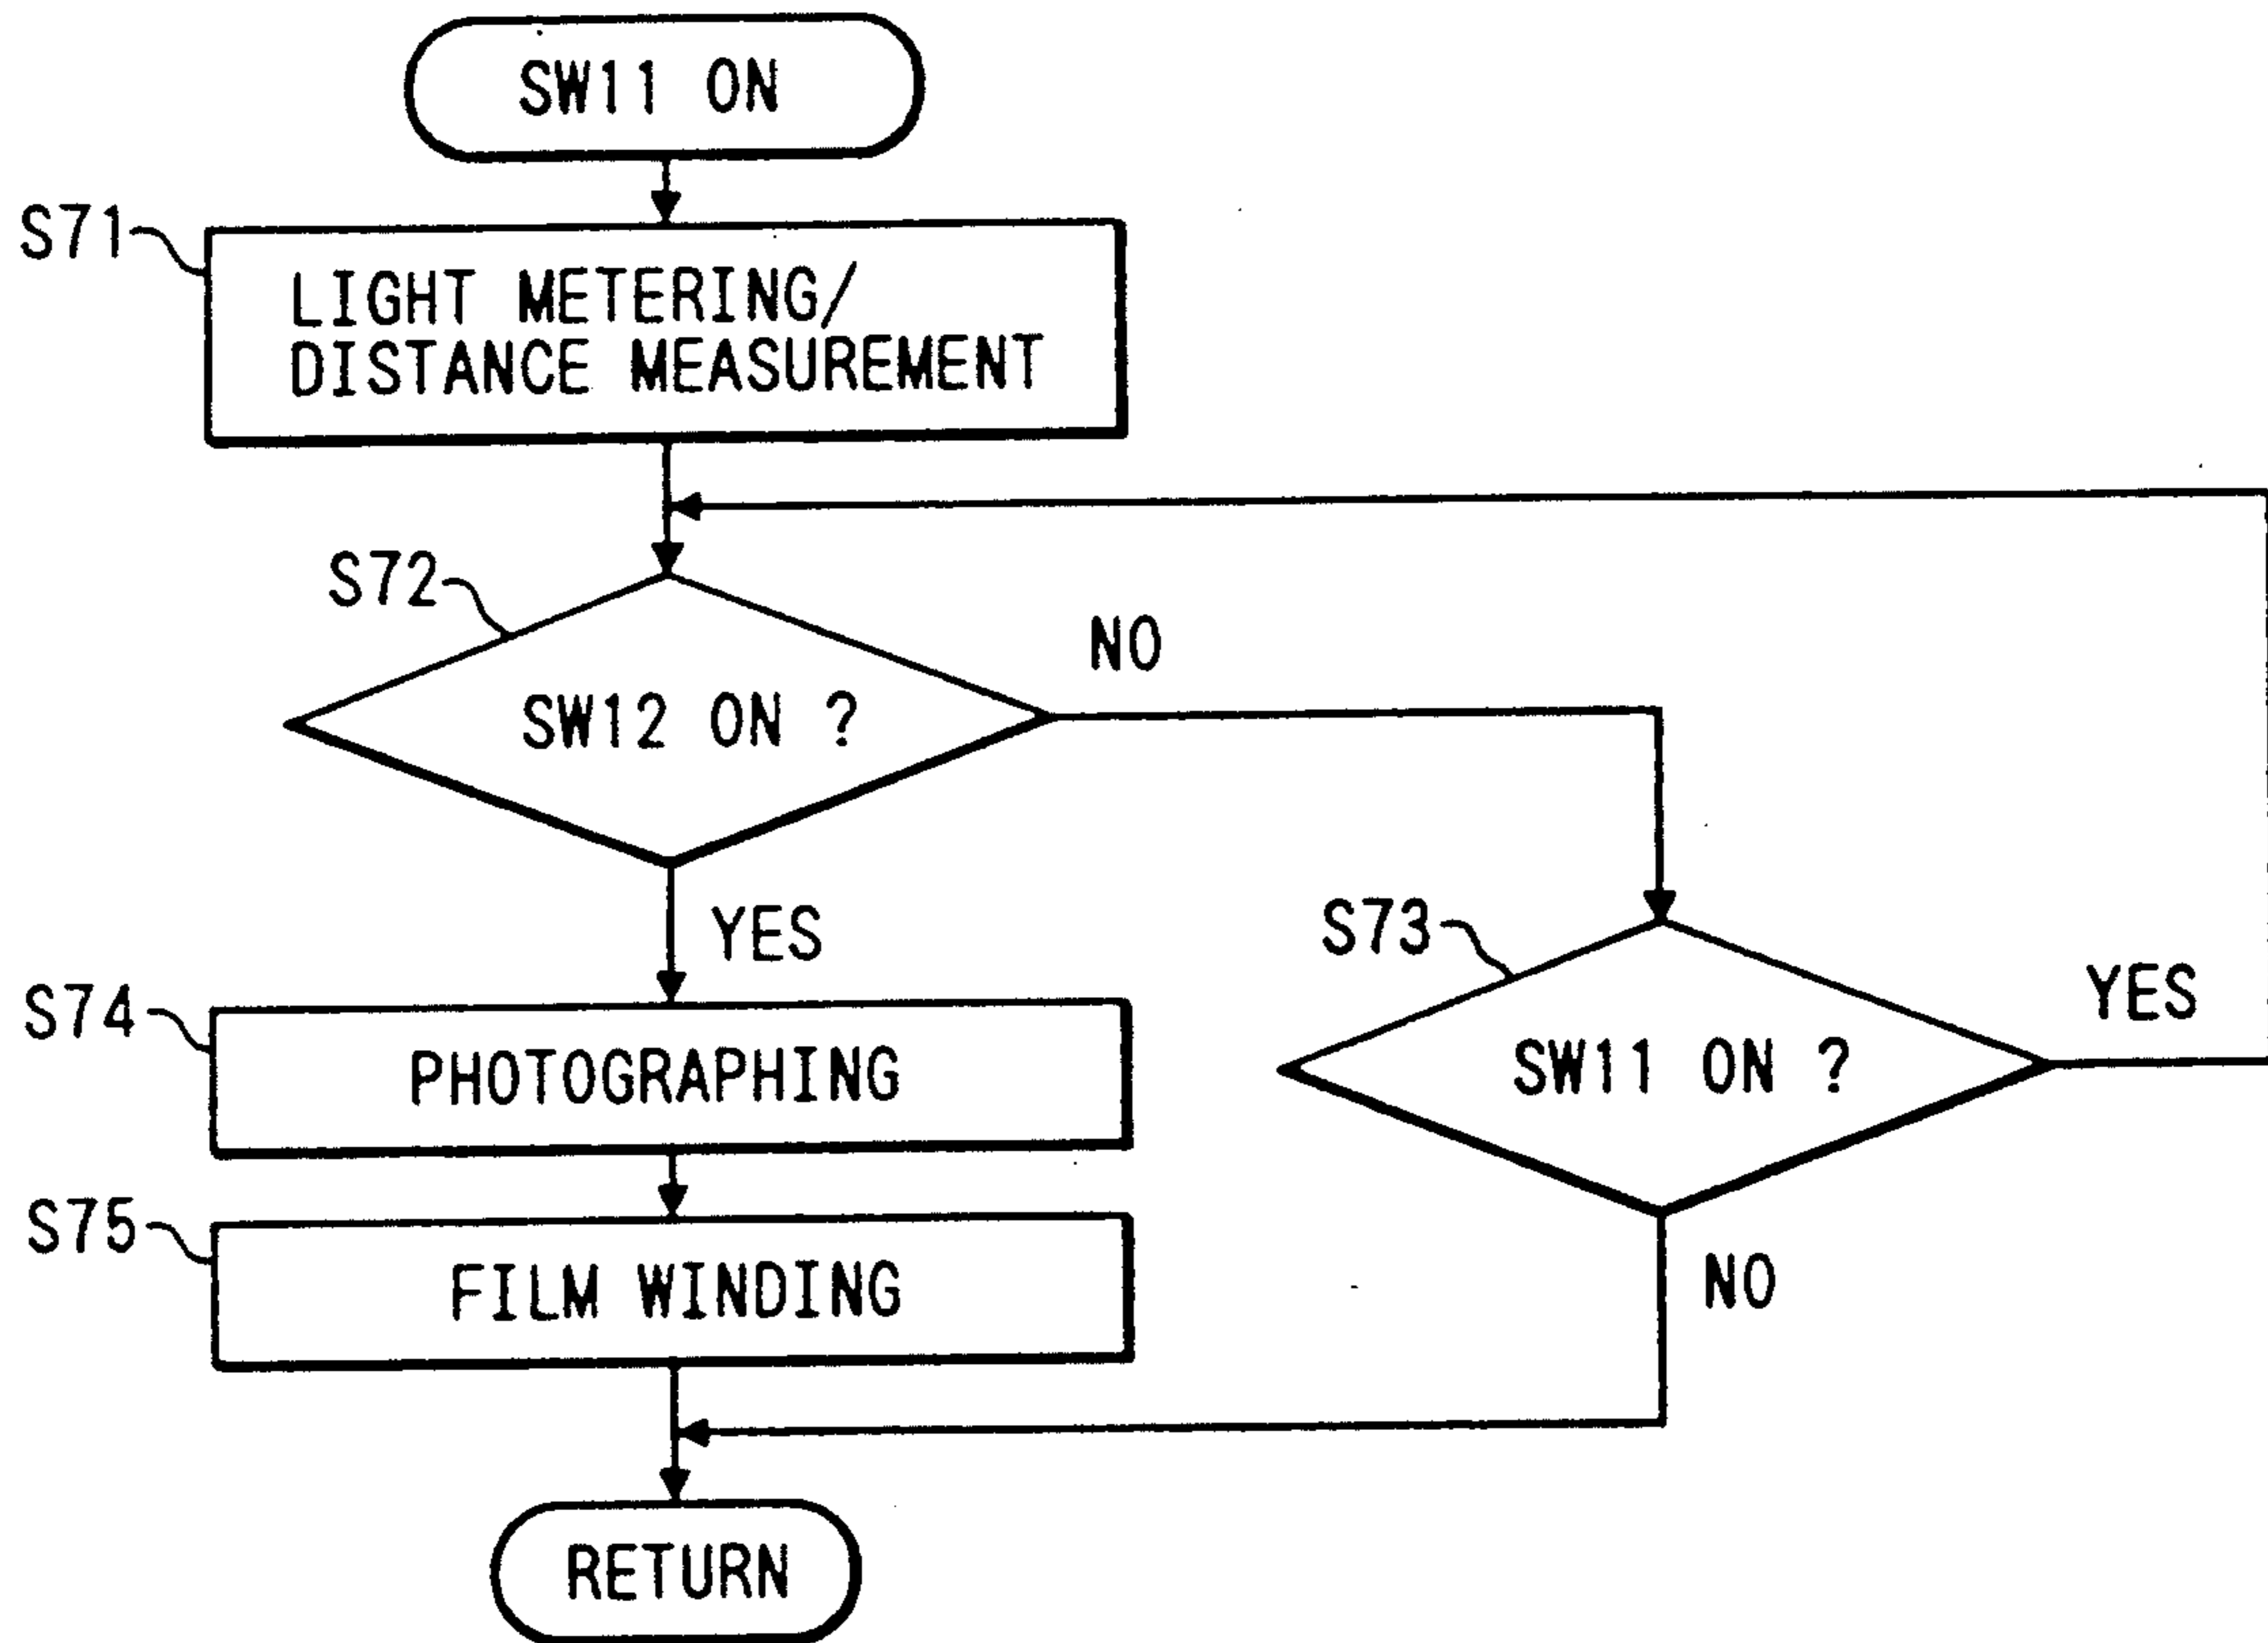 SW11 ON
S71
LIGHT METERING/
DISTANCE MEASUREMENT
S72
NO
SW12 ON ?
YES
S73
YES
S74
PHOTOGRAPHING
SW11 ON ?
S75
FILM WINDING
NO
RETURN